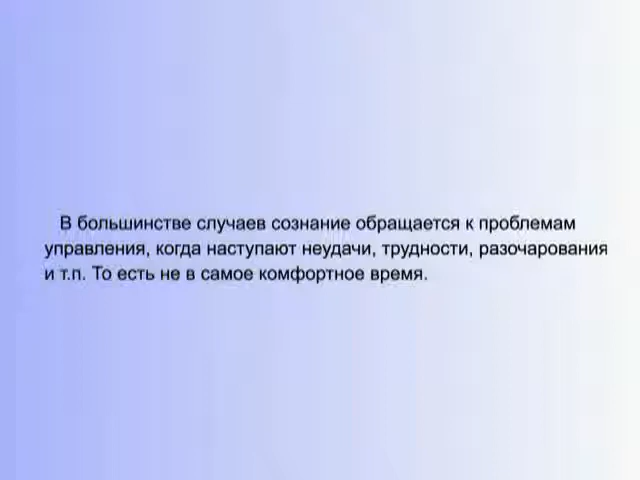 В большинстве случаев сознание обращается к проблемам
управления, когда наступают неудачи, трудности, разочарования
и т.п. То есть не в самое комфортное время.